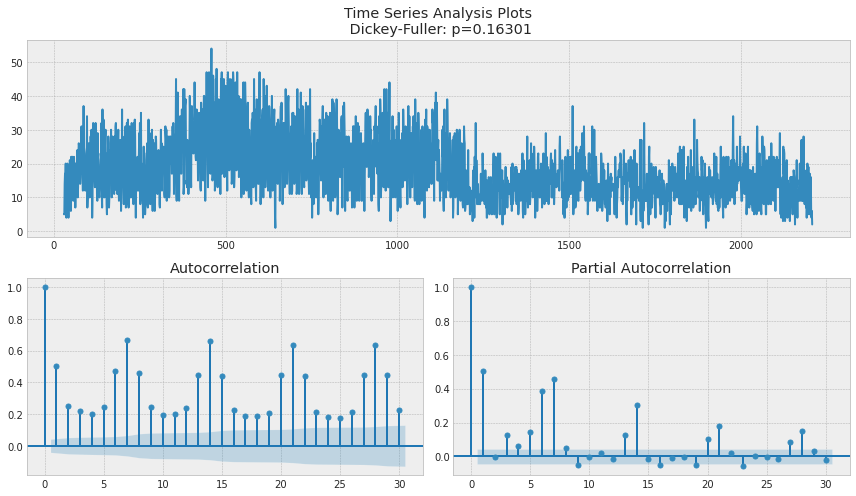 Time Series Analysis Plots
Dickey-Fuller: p=0.16301
50
40
30
20
10
0
0 500 1000 1500 2000
Autocorrelation
1.0
0.8
0.6
0.4
0.2
0.0
0 5 10 15 20 25 30
Partial Autocorrelation
1.0
0.8
0.6
0.4
0.2
0.0
0 5 10 15 20 25 30